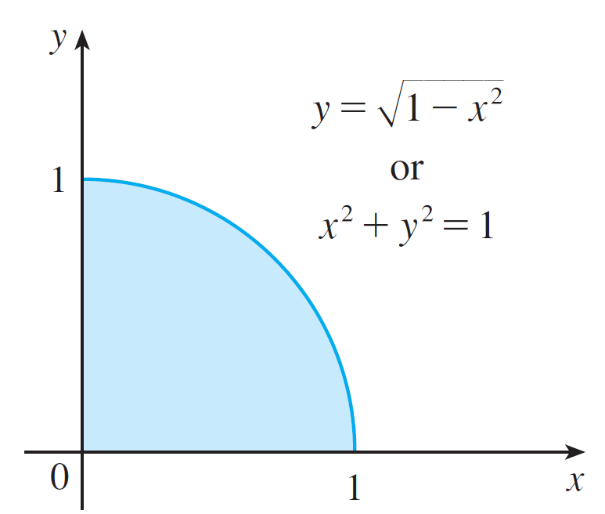 y
y = √1 − x²
or
x² + y² = 1
1
0
1
x